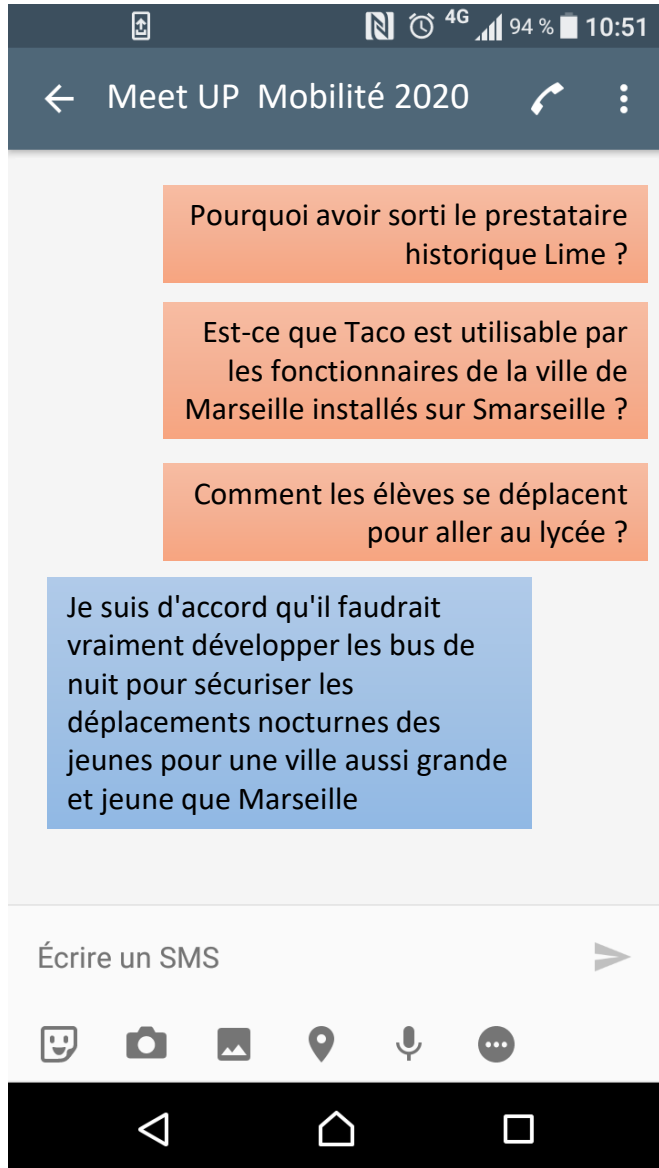 4G 94 % 10:51
Meet UP Mobilité 2020
Pourquoi avoir sorti le prestataire
historique Lime ?
Est-ce que Taco est utilisable par
les fonctionnaires de la ville de
Marseille installés sur Smarseille ?
Comment les élèves se déplacent
pour aller au lycée ?
Je suis d'accord qu'il faudrait
vraiment développer les bus de
nuit pour sécuriser les
déplacements nocturnes des
jeunes pour une ville aussi grande
et jeune que Marseille
Écrire un SMS